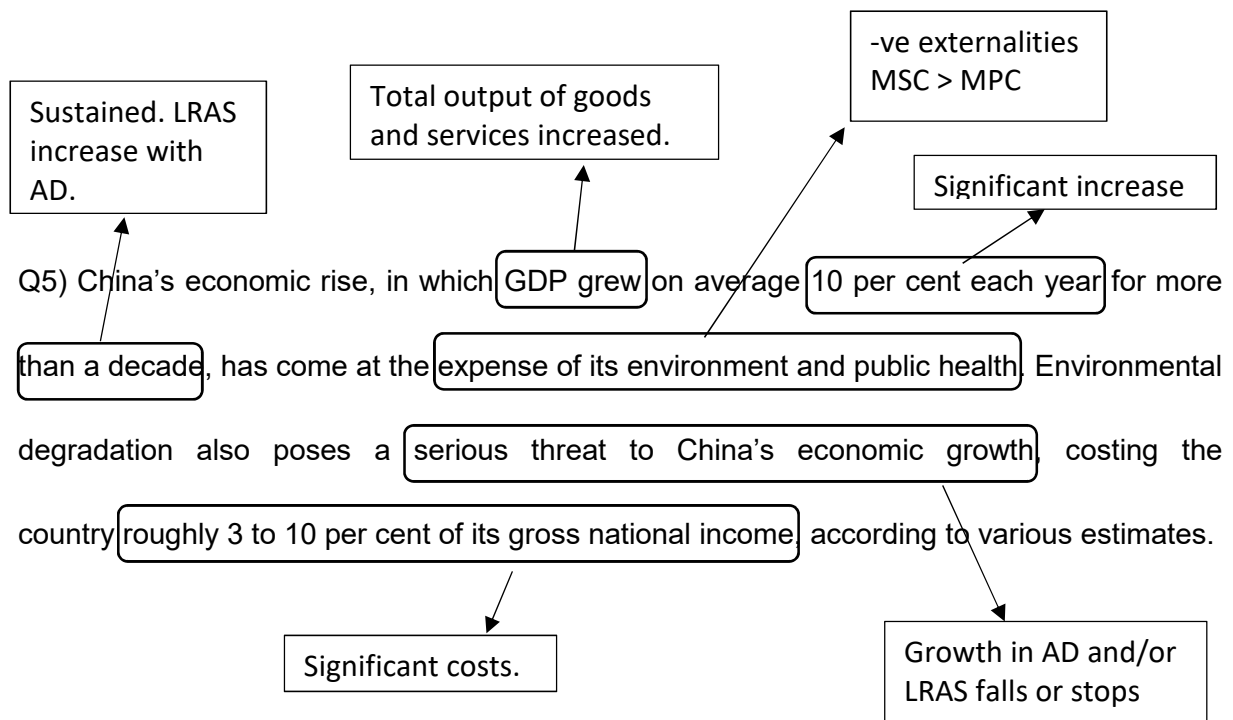 -ve externalities
MSC > MPC
Sustained. LRAS
increase with
AD.
Total output of goods
and services increased.
Significant increase
Q5) China’s economic rise, in which GDP grew on average 10 per cent each year for more
than a decade, has come at the expense of its environment and public health. Environmental
degradation also poses a serious threat to China’s economic growth, costing the
country roughly 3 to 10 per cent of its gross national income, according to various estimates.
Significant costs.
Growth in AD and/or
LRAS falls or stops